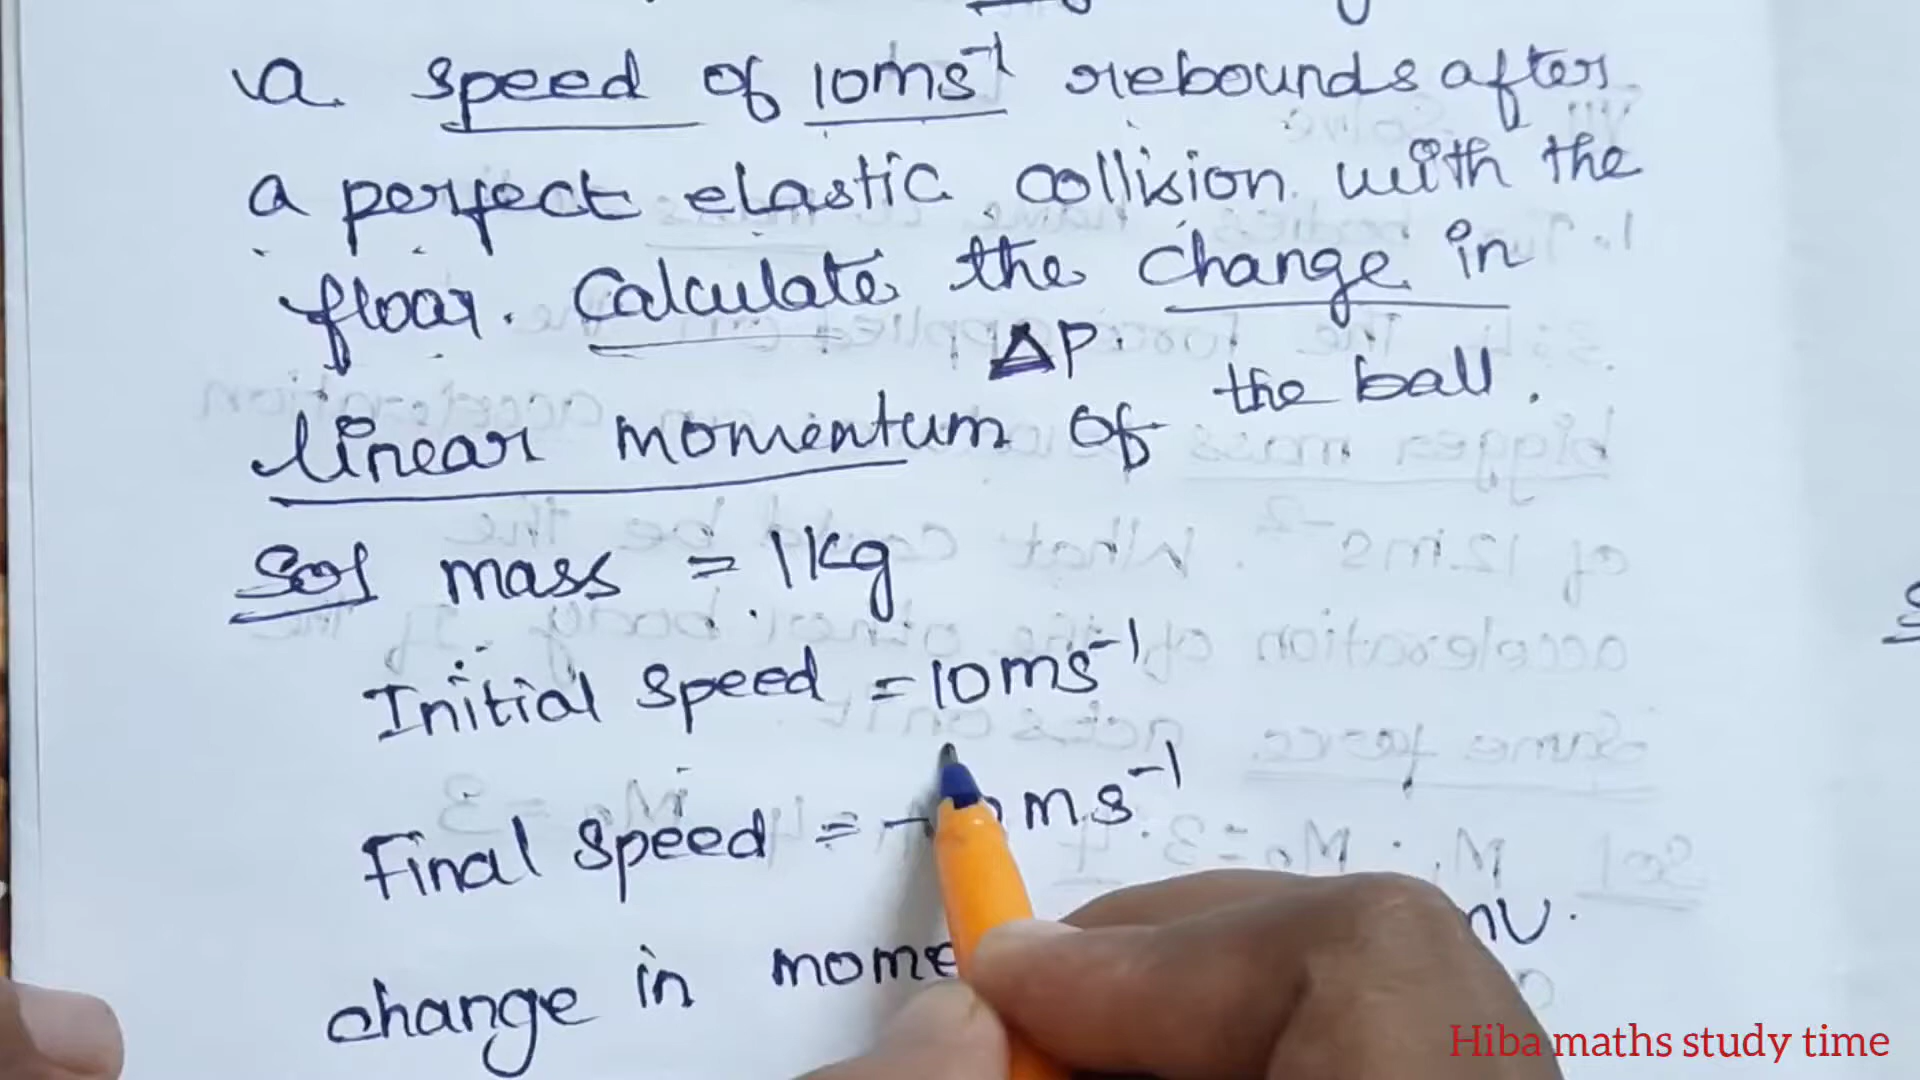 a speed of 10ms⁻¹ rebounds after
a perfect elastic collision with the
floor. Calculate the change in
ΔP
linear momentum of the ball.
Sol mass = 1kg
Initial speed = 10ms⁻¹
Final speed = ms⁻¹
change in
Hiba maths study time